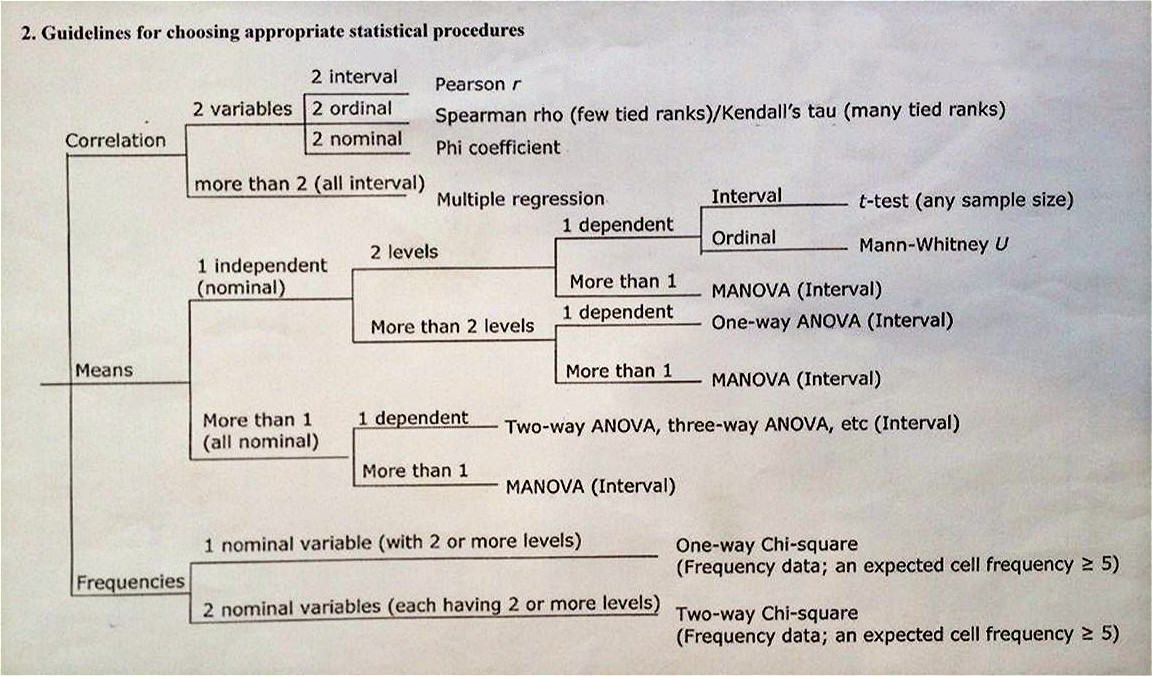 2. Guidelines for choosing appropriate statistical procedures
2 interval
Pearson r
2 variables
2 ordinal
Spearman rho (few tied ranks)/Kendall's tau (many tied ranks)
Correlation
2 nominal
Phi coefficient
more than 2 (all interval)
Multiple regression
Interval
t-test (any sample size)
1 dependent
Ordinal
Mann-Whitney U
2 levels
1 independent
(nominal)
More than 1
MANOVA (Interval)
1 dependent
One-way ANOVA (Interval)
More than 2 levels
Means
More than 1
MANOVA (Interval)
More than 1
(all nominal)
1 dependent
Two-way ANOVA, three-way ANOVA, etc (Interval)
More than 1
MANOVA (Interval)
1 nominal variable (with 2 or more levels)
One-way Chi-square
(Frequency data; an expected cell frequency ≥ 5)
Frequencies
2 nominal variables (each having 2 or more levels)
Two-way Chi-square
(Frequency data; an expected cell frequency ≥ 5)